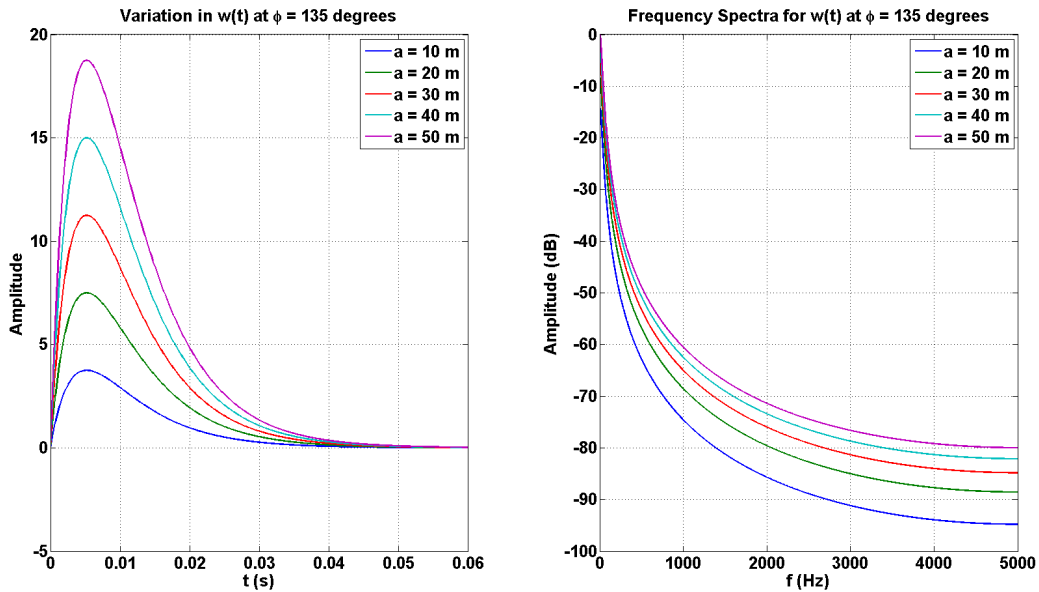 Variation in w(t) at ϕ = 135 degrees
20
15
10
5
0
-5
Amplitude
a = 10 m
a = 20 m
a = 30 m
a = 40 m
a = 50 m
0
0.01
0.02
0.03
0.04
0.05
0.06
t (s)
Frequency Spectra for w(t) at ϕ = 135 degrees
0
-10
-20
-30
-40
-50
-60
-70
-80
-90
-100
Amplitude (dB)
a = 10 m
a = 20 m
a = 30 m
a = 40 m
a = 50 m
0
1000
2000
3000
4000
5000
f (Hz)